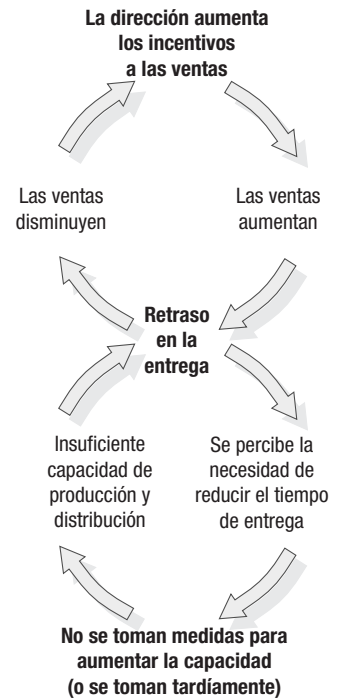 La dirección aumenta
los incentivos
a las ventas
Las ventas
disminuyen
Las ventas
aumentan
Retraso
en la
entrega
Insuficiente
capacidad de
producción y
distribución
Se percibe la
necesidad de
reducir el tiempo
de entrega
No se toman medidas para
aumentar la capacidad
(o se toman tardíamente)